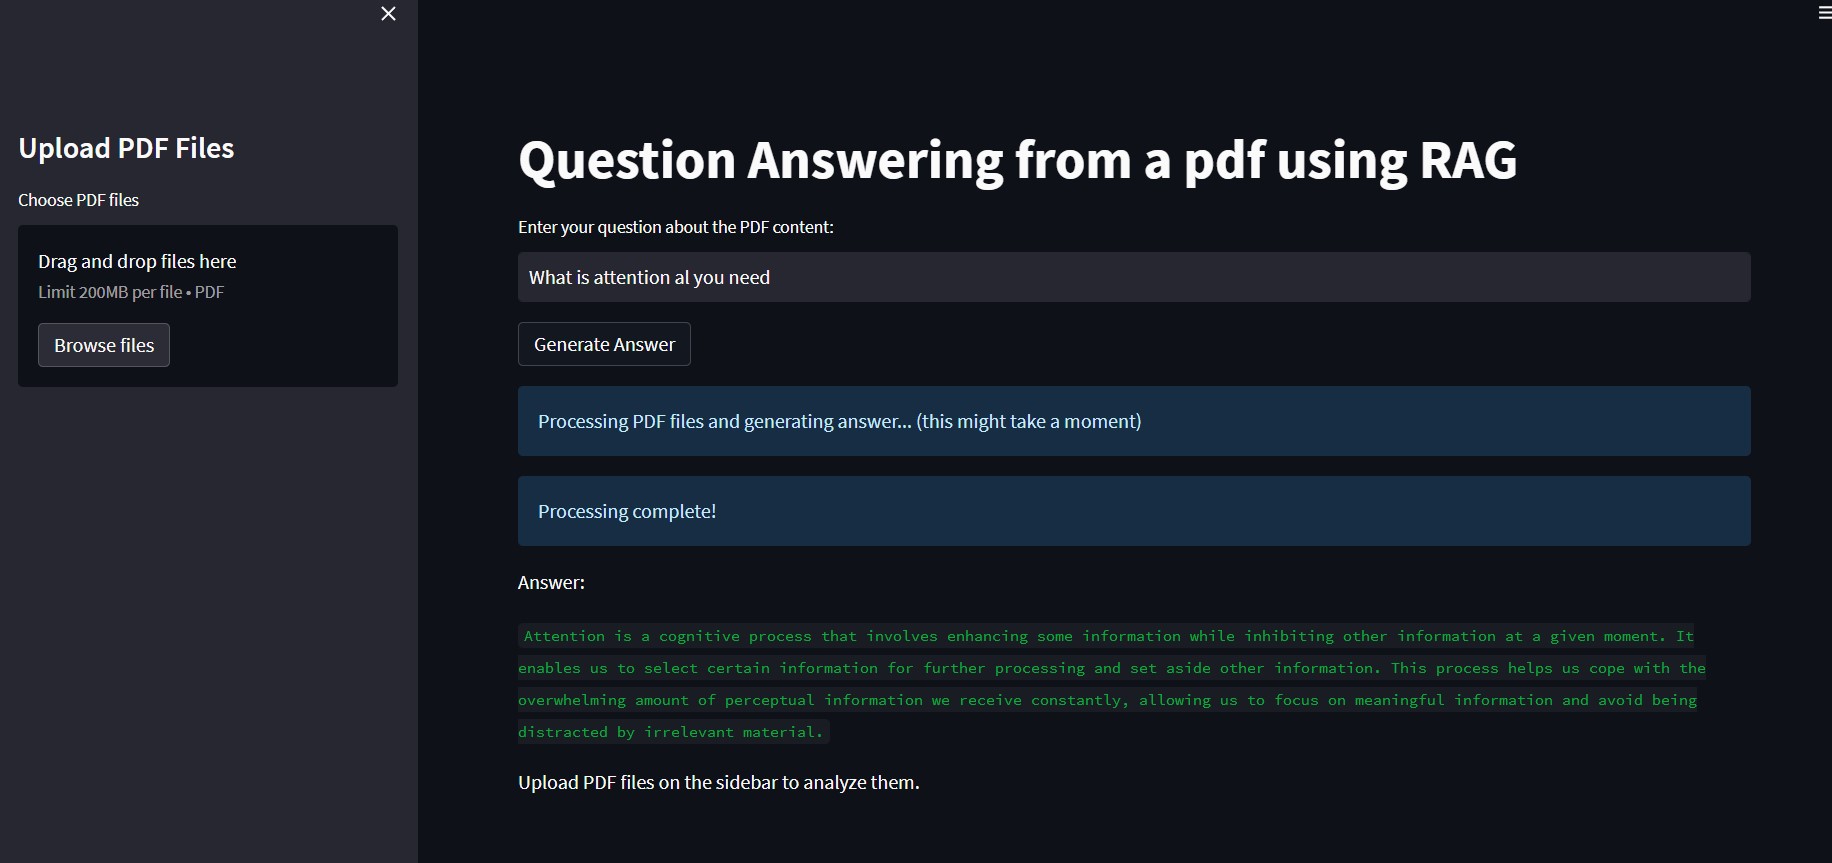 Upload PDF Files
Choose PDF files
Drag and drop files here
Limit 200MB per file • PDF
Browse files
Question Answering from a pdf using RAG
Enter your question about the PDF content:
What is attention al you need
Generate Answer
Processing PDF files and generating answer... (this might take a moment)
Processing complete!
Answer:
Attention is a cognitive process that involves enhancing some information while inhibiting other information at a given moment. It
enables us to select certain information for further processing and set aside other information. This process helps us cope with the
overwhelming amount of perceptual information we receive constantly, allowing us to focus on meaningful information and avoid being
distracted by irrelevant material.
Upload PDF files on the sidebar to analyze them.